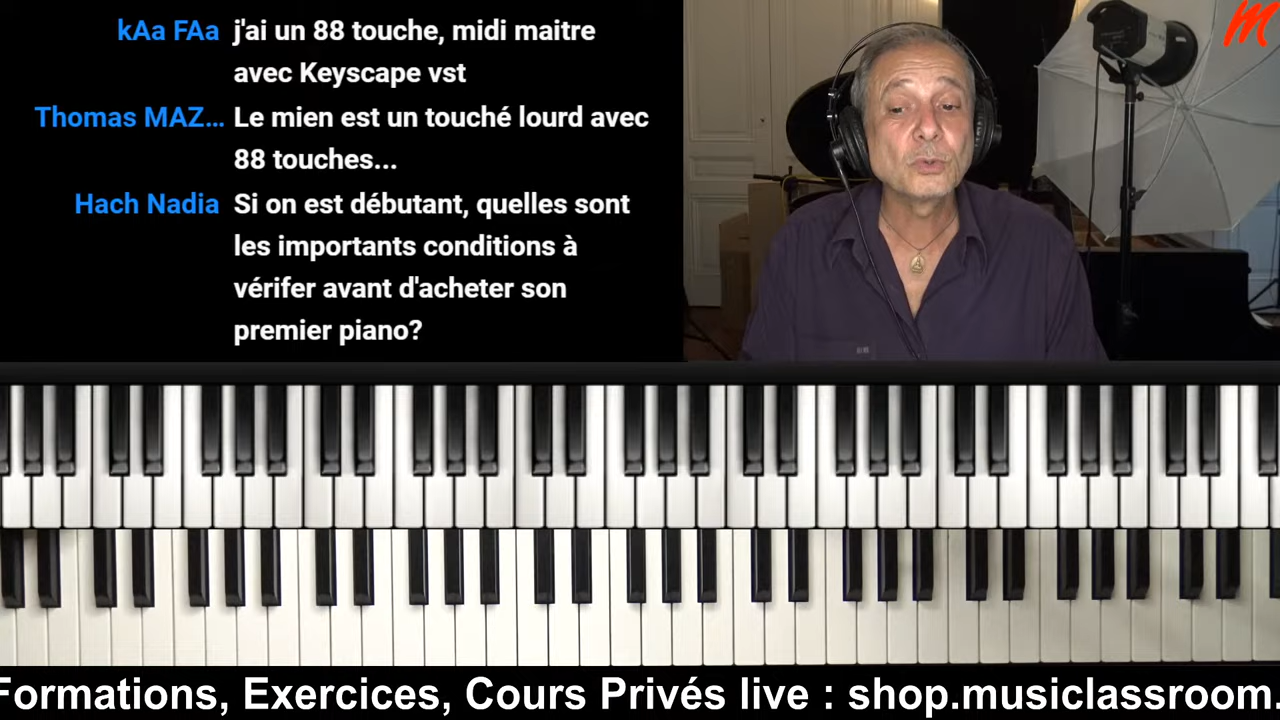 kAa FAa j'ai un 88 touche, midi maitre
avec Keyscape vst
Thomas MAZ... Le mien est un touché lourd avec
88 touches...
Hach Nadia Si on est débutant, quelles sont
les importants conditions à
vérifer avant d'acheter son
premier piano?
Formations, Exercices, Cours Privés live : shop.musiclassroom.